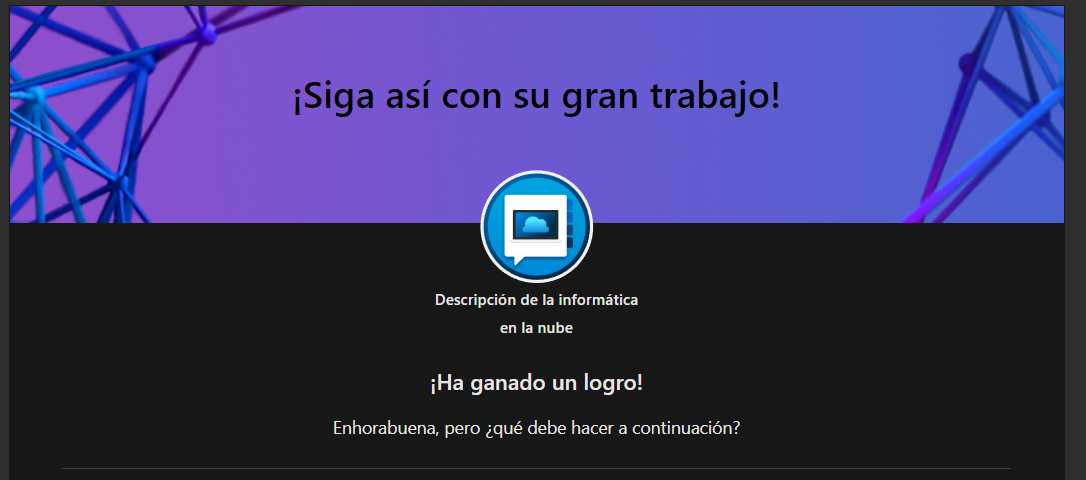 ¡Siga así con su gran trabajo!
Descripción de la informática
en la nube
¡Ha ganado un logro!
Enhorabuena, pero ¿qué debe hacer a continuación?